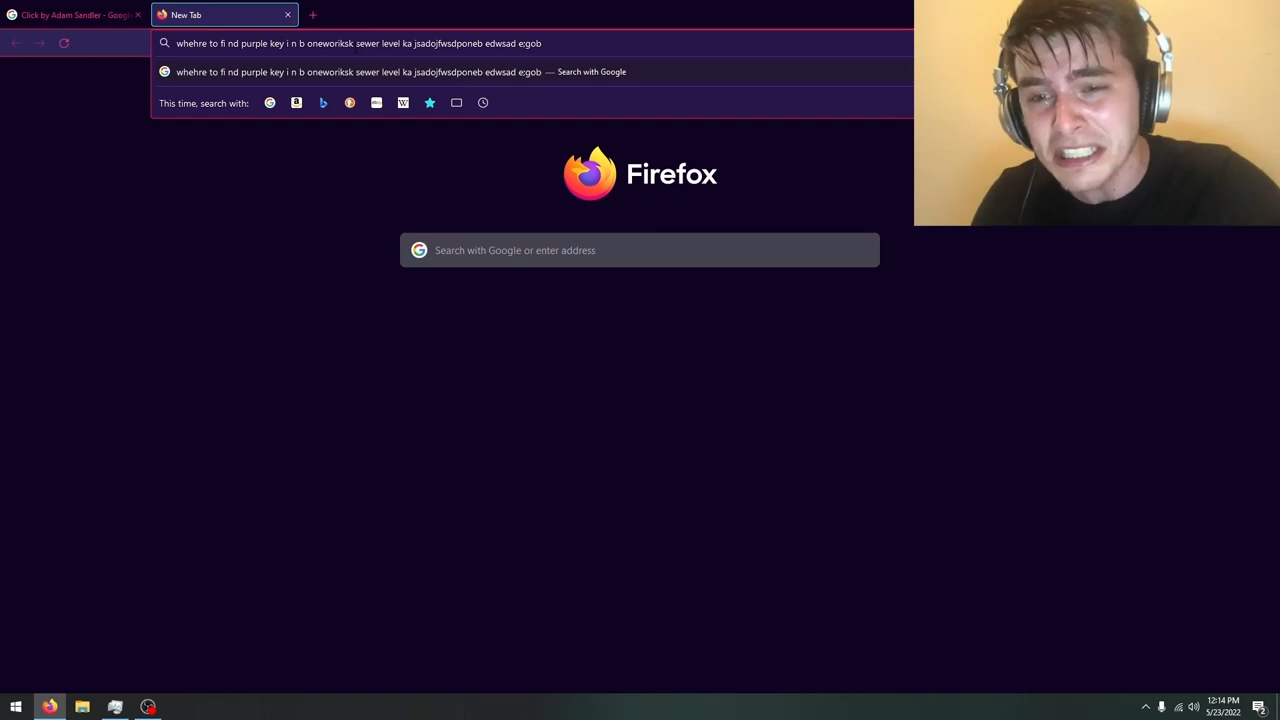 Click by Adam Sandler - Goog
New Tab
whehre to fi nd purple key i n b oneworiksk sewer level ka jsadojfwsdponeb edwsad e;gob
whehre to fi nd purple key i n b oneworiksk sewer level ka jsadojfwsdponeb edwsad e;gob — Search with Google
This time, search with:
Firefox
Search with Google or enter address
12:14 PM
5/23/2022
2